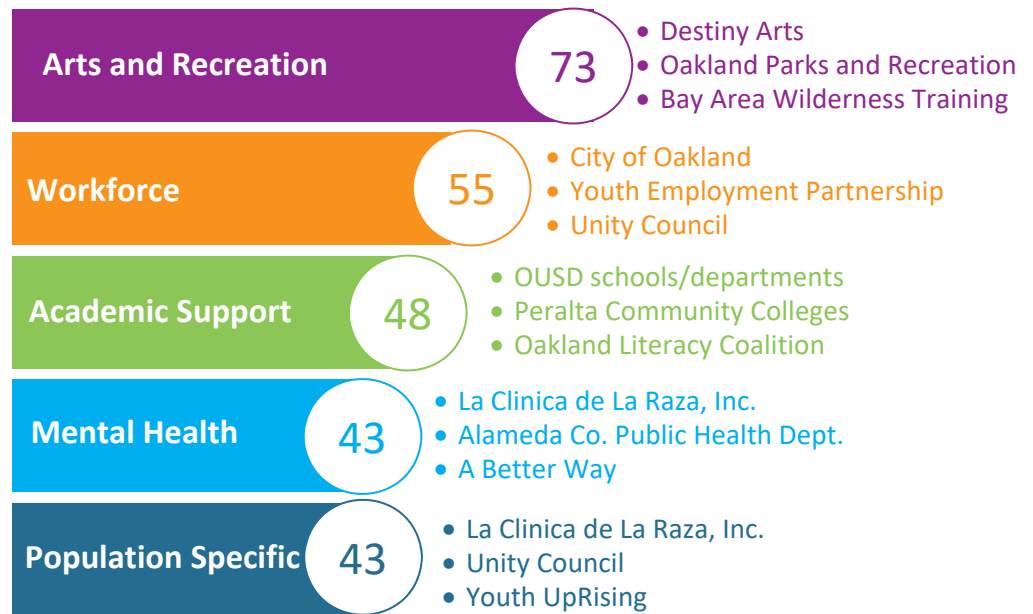 Arts and Recreation
73
• Destiny Arts
• Oakland Parks and Recreation
• Bay Area Wilderness Training
Workforce
55
• City of Oakland
• Youth Employment Partnership
• Unity Council
Academic Support
48
• OUSD schools/departments
• Peralta Community Colleges
• Oakland Literacy Coalition
Mental Health
43
• La Clinica de La Raza, Inc.
• Alameda Co. Public Health Dept.
• A Better Way
Population Specific
43
• La Clinica de La Raza, Inc.
• Unity Council
• Youth UpRising